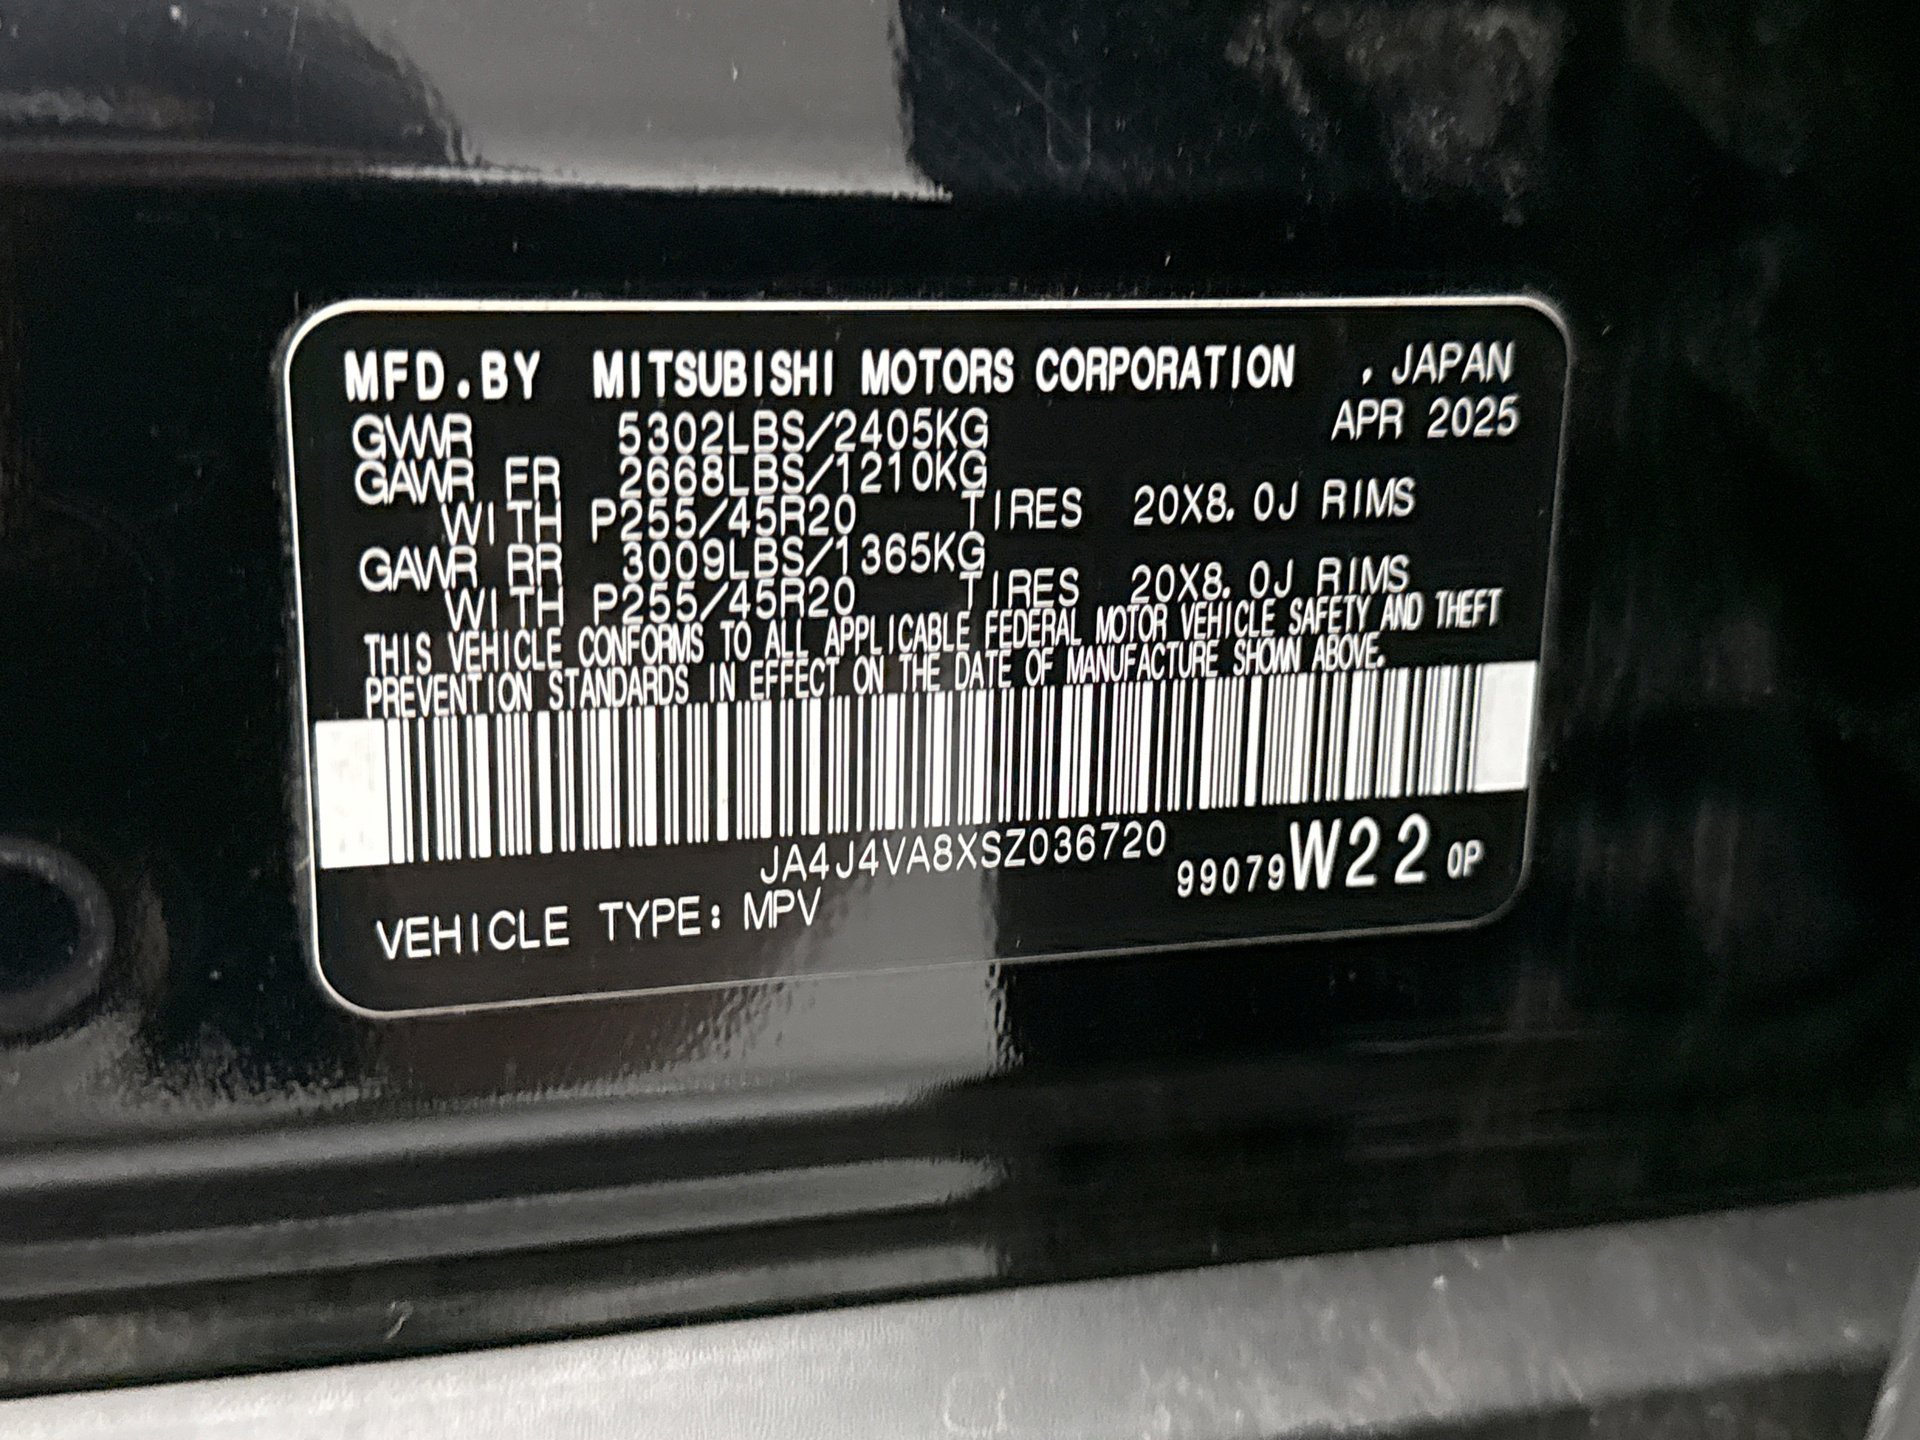 MFD.BY MITSUBISHI MOTORS CORPORATION , JAPAN
GVWR 5302LBS/2405KG APR 2025
GAWR FR 2668LBS/1210KG
WITH P255/45R20 TIRES 20X8.0J RIMS
GAWR RR 3009LBS/1365KG
WITH P255/45R20 TIRES 20X8.0J RIMS
THIS VEHICLE CONFORMS TO ALL APPLICABLE FEDERAL MOTOR VEHICLE SAFETY AND THEFT
PREVENTION STANDARDS IN EFFECT ON THE DATE OF MANUFACTURE SHOWN ABOVE.
JA4J4VA8XSZ036720
VEHICLE TYPE: MPV 99079W22 0P